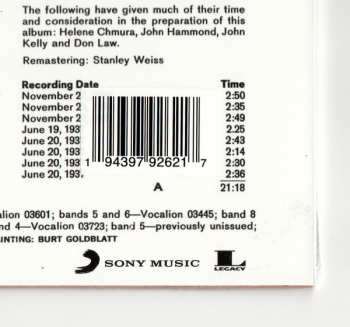 The following have given much of their time
and consideration in the preparation of this
album: Helene Chmura, John Hammond, John
Kelly and Don Law.
Remastering: Stanley Weiss
Recording Date Time
November 2 2:50
November 2 2:35
November 2 2:49
June 19, 193 2.25
June 20, 193 2:43
June 20, 193 2:14
June 20, 193 2:30
June 20, 193 2:36
1 94397 92621 7
A 21:18
alion 03601; bands 5 and 6—Vocalion 03445; band 8
nd 4—Vocalion 03723; band 5—previously unissued;
INTING: BURT GOLDBLATT
SONY MUSIC
LEGACY